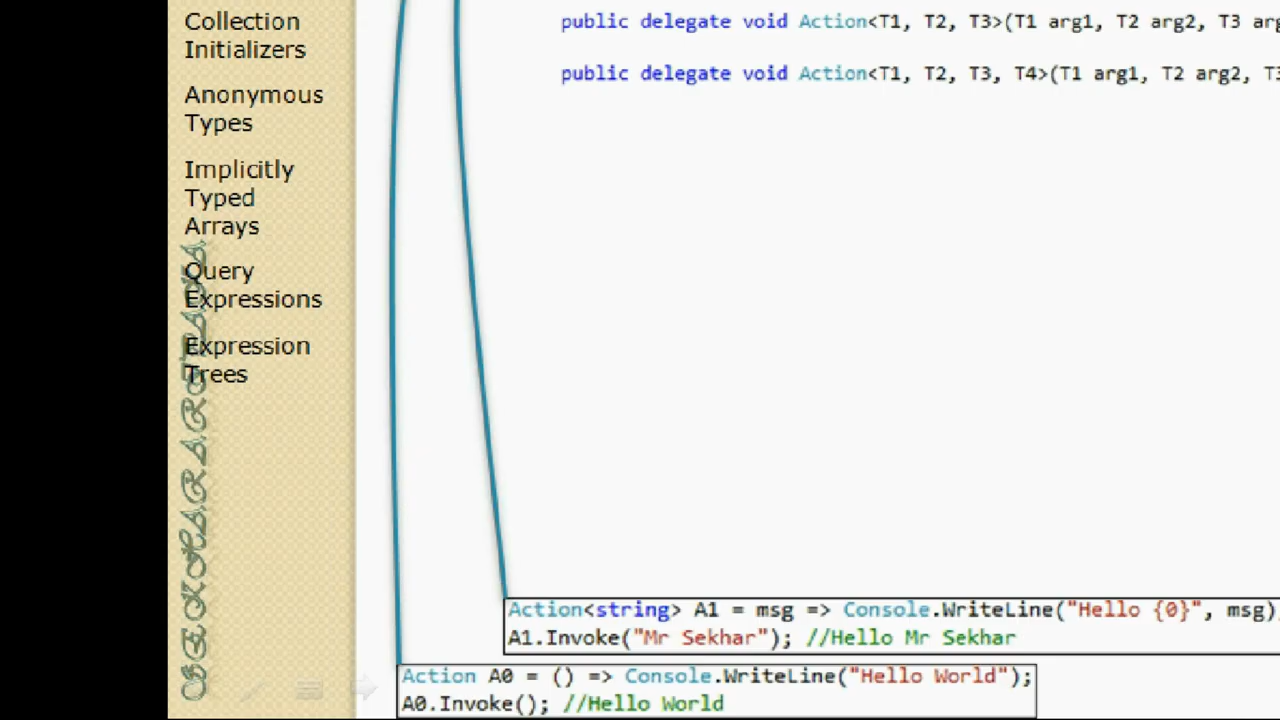 Collection
Initializers
Anonymous
Types
Implicitly
Typed
Arrays
Query
Expressions
Expression
Trees
public delegate void Action<T1, T2, T3>(T1 arg1, T2 arg2, T3 ar
public delegate void Action<T1, T2, T3, T4>(T1 arg1, T2 arg2, T3
Action<string> A1 = msg => Console.WriteLine("Hello {0}", msg)
A1.Invoke("Mr Sekhar"); //Hello Mr Sekhar
Action A0 = () => Console.WriteLine("Hello World");
A0.Invoke(); //Hello World